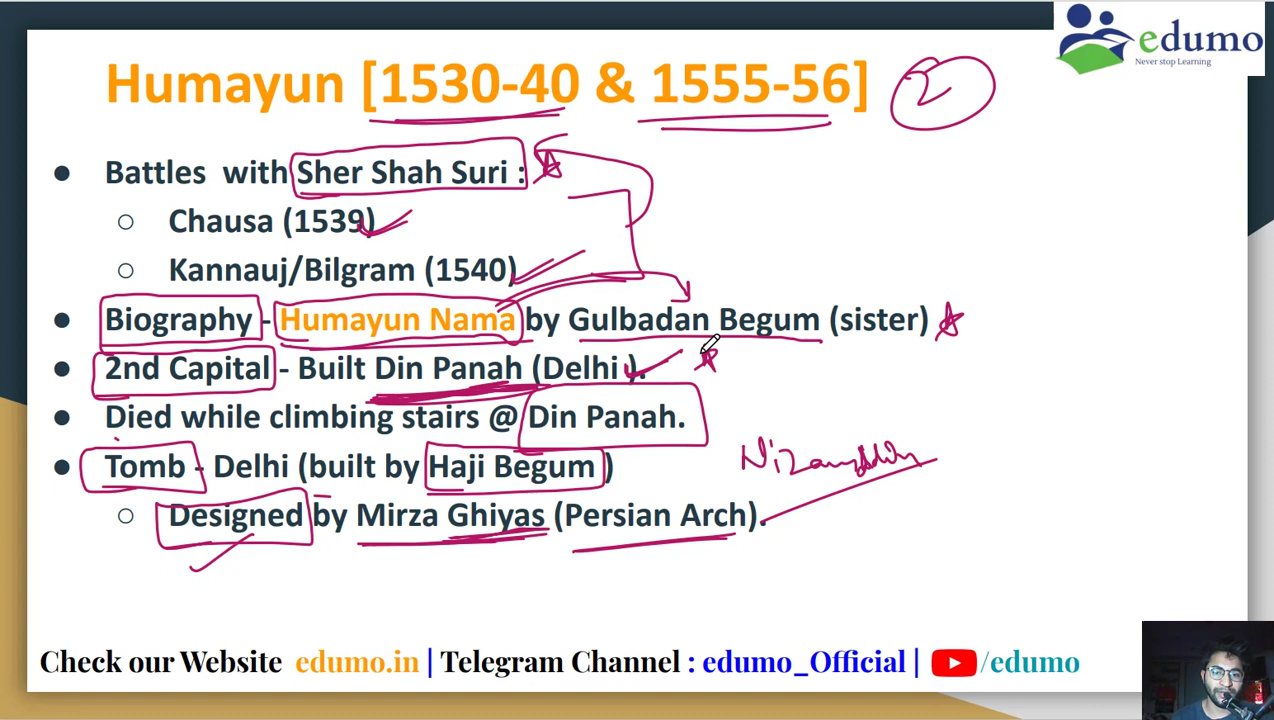 edumo
Never stop Learning
Humayun [1530-40 & 1555-56] 2
● Battles with Sher Shah Suri :
○ Chausa (1539)
○ Kannauj/Bilgram (1540)
● Biography - Humayun Nama by Gulbadan Begum (sister)
● 2nd Capital - Built Din Panah (Delhi ).
● Died while climbing stairs @ Din Panah.
● Tomb - Delhi (built by Haji Begum )
Nizamuddin
○ Designed by Mirza Ghiyas (Persian Arch).
Check our Website edumo.in | Telegram Channel : edumo_Official | /edumo